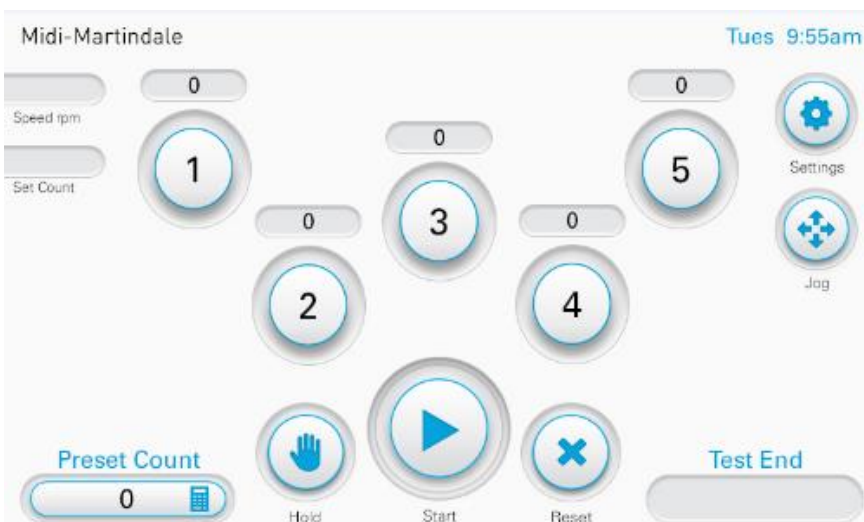 Midi-Martindale
Tues 9:55am
0
0
0
Speed rpm
1
5
Settings
Set Count
3
0
0
2
4
Jog
Preset Count
Test End
0
Hold
Start
Reset